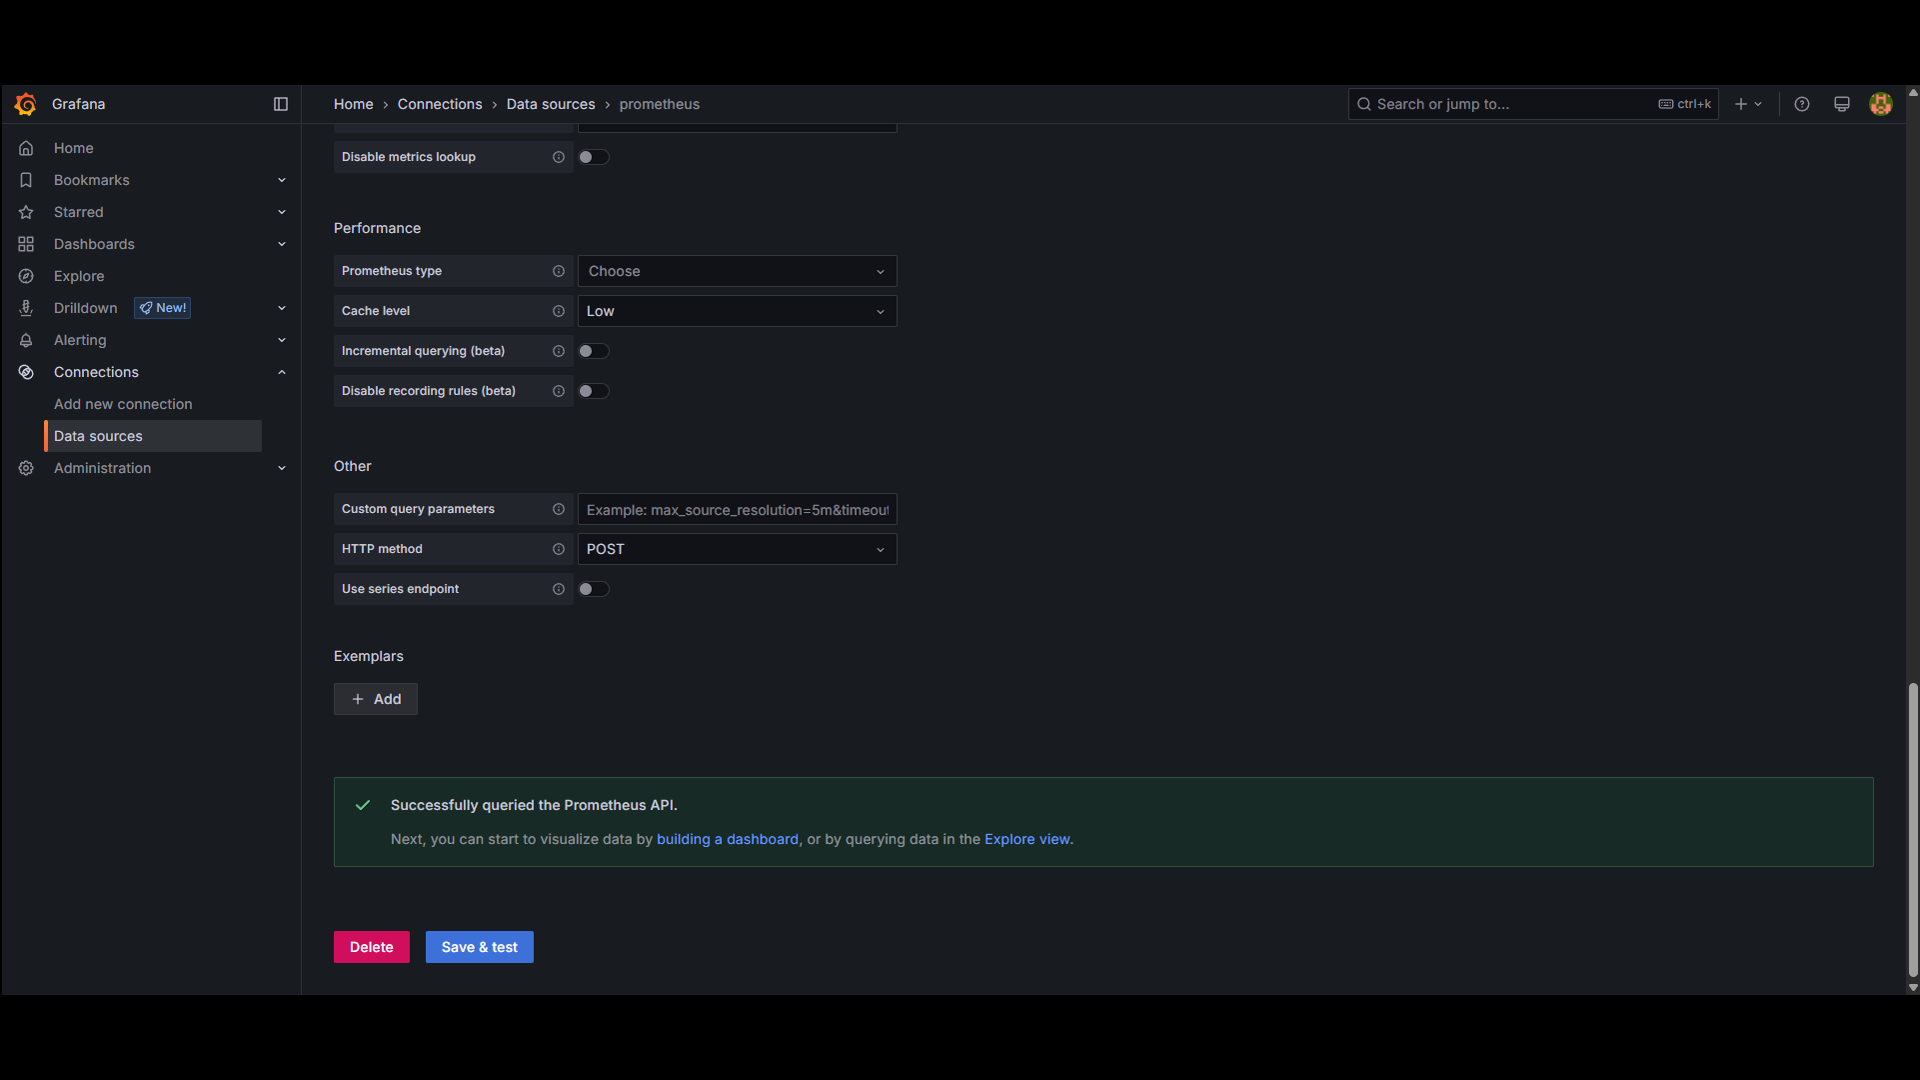 Grafana
Home › Connections › Data sources › prometheus
Search or jump to... ctrl+k
Home
Bookmarks
Starred
Dashboards
Explore
Drilldown New!
Alerting
Connections
Add new connection
Data sources
Administration
Disable metrics lookup
Performance
Prometheus type Choose
Cache level Low
Incremental querying (beta)
Disable recording rules (beta)
Other
Custom query parameters Example: max_source_resolution=5m&timeout
HTTP method POST
Use series endpoint
Exemplars
+ Add
Successfully queried the Prometheus API.
Next, you can start to visualize data by building a dashboard, or by querying data in the Explore view.
Delete Save & test